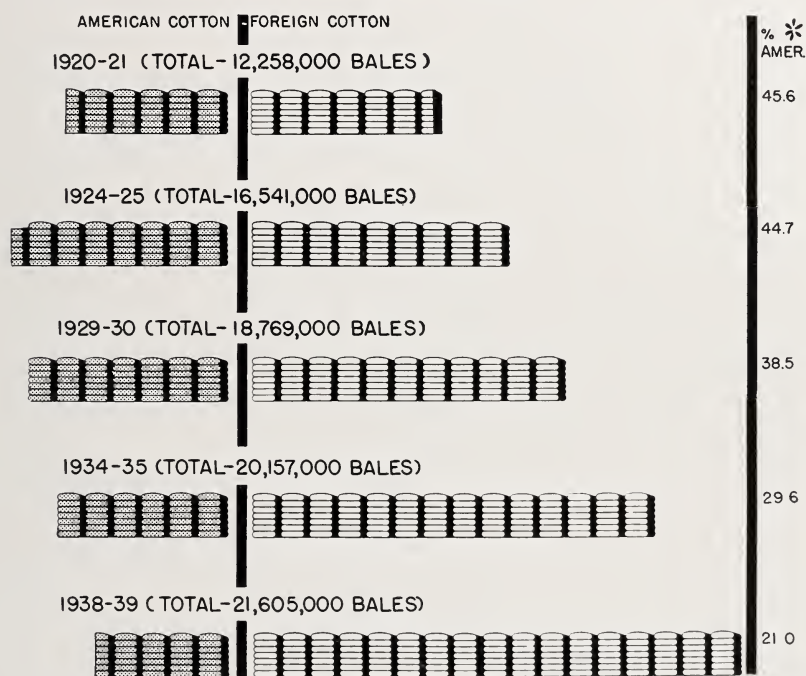 AMERICAN COTTON FOREIGN COTTON
% *
AMER.
1920-21 (TOTAL-12,258,000 BALES)
45.6
1924-25 (TOTAL-16,541,000 BALES)
44.7
1929-30 (TOTAL-18,769,000 BALES)
38.5
1934-35 (TOTAL-20,157,000 BALES)
29 6
1938-39 (TOTAL-21,605,000 BALES)
21 0